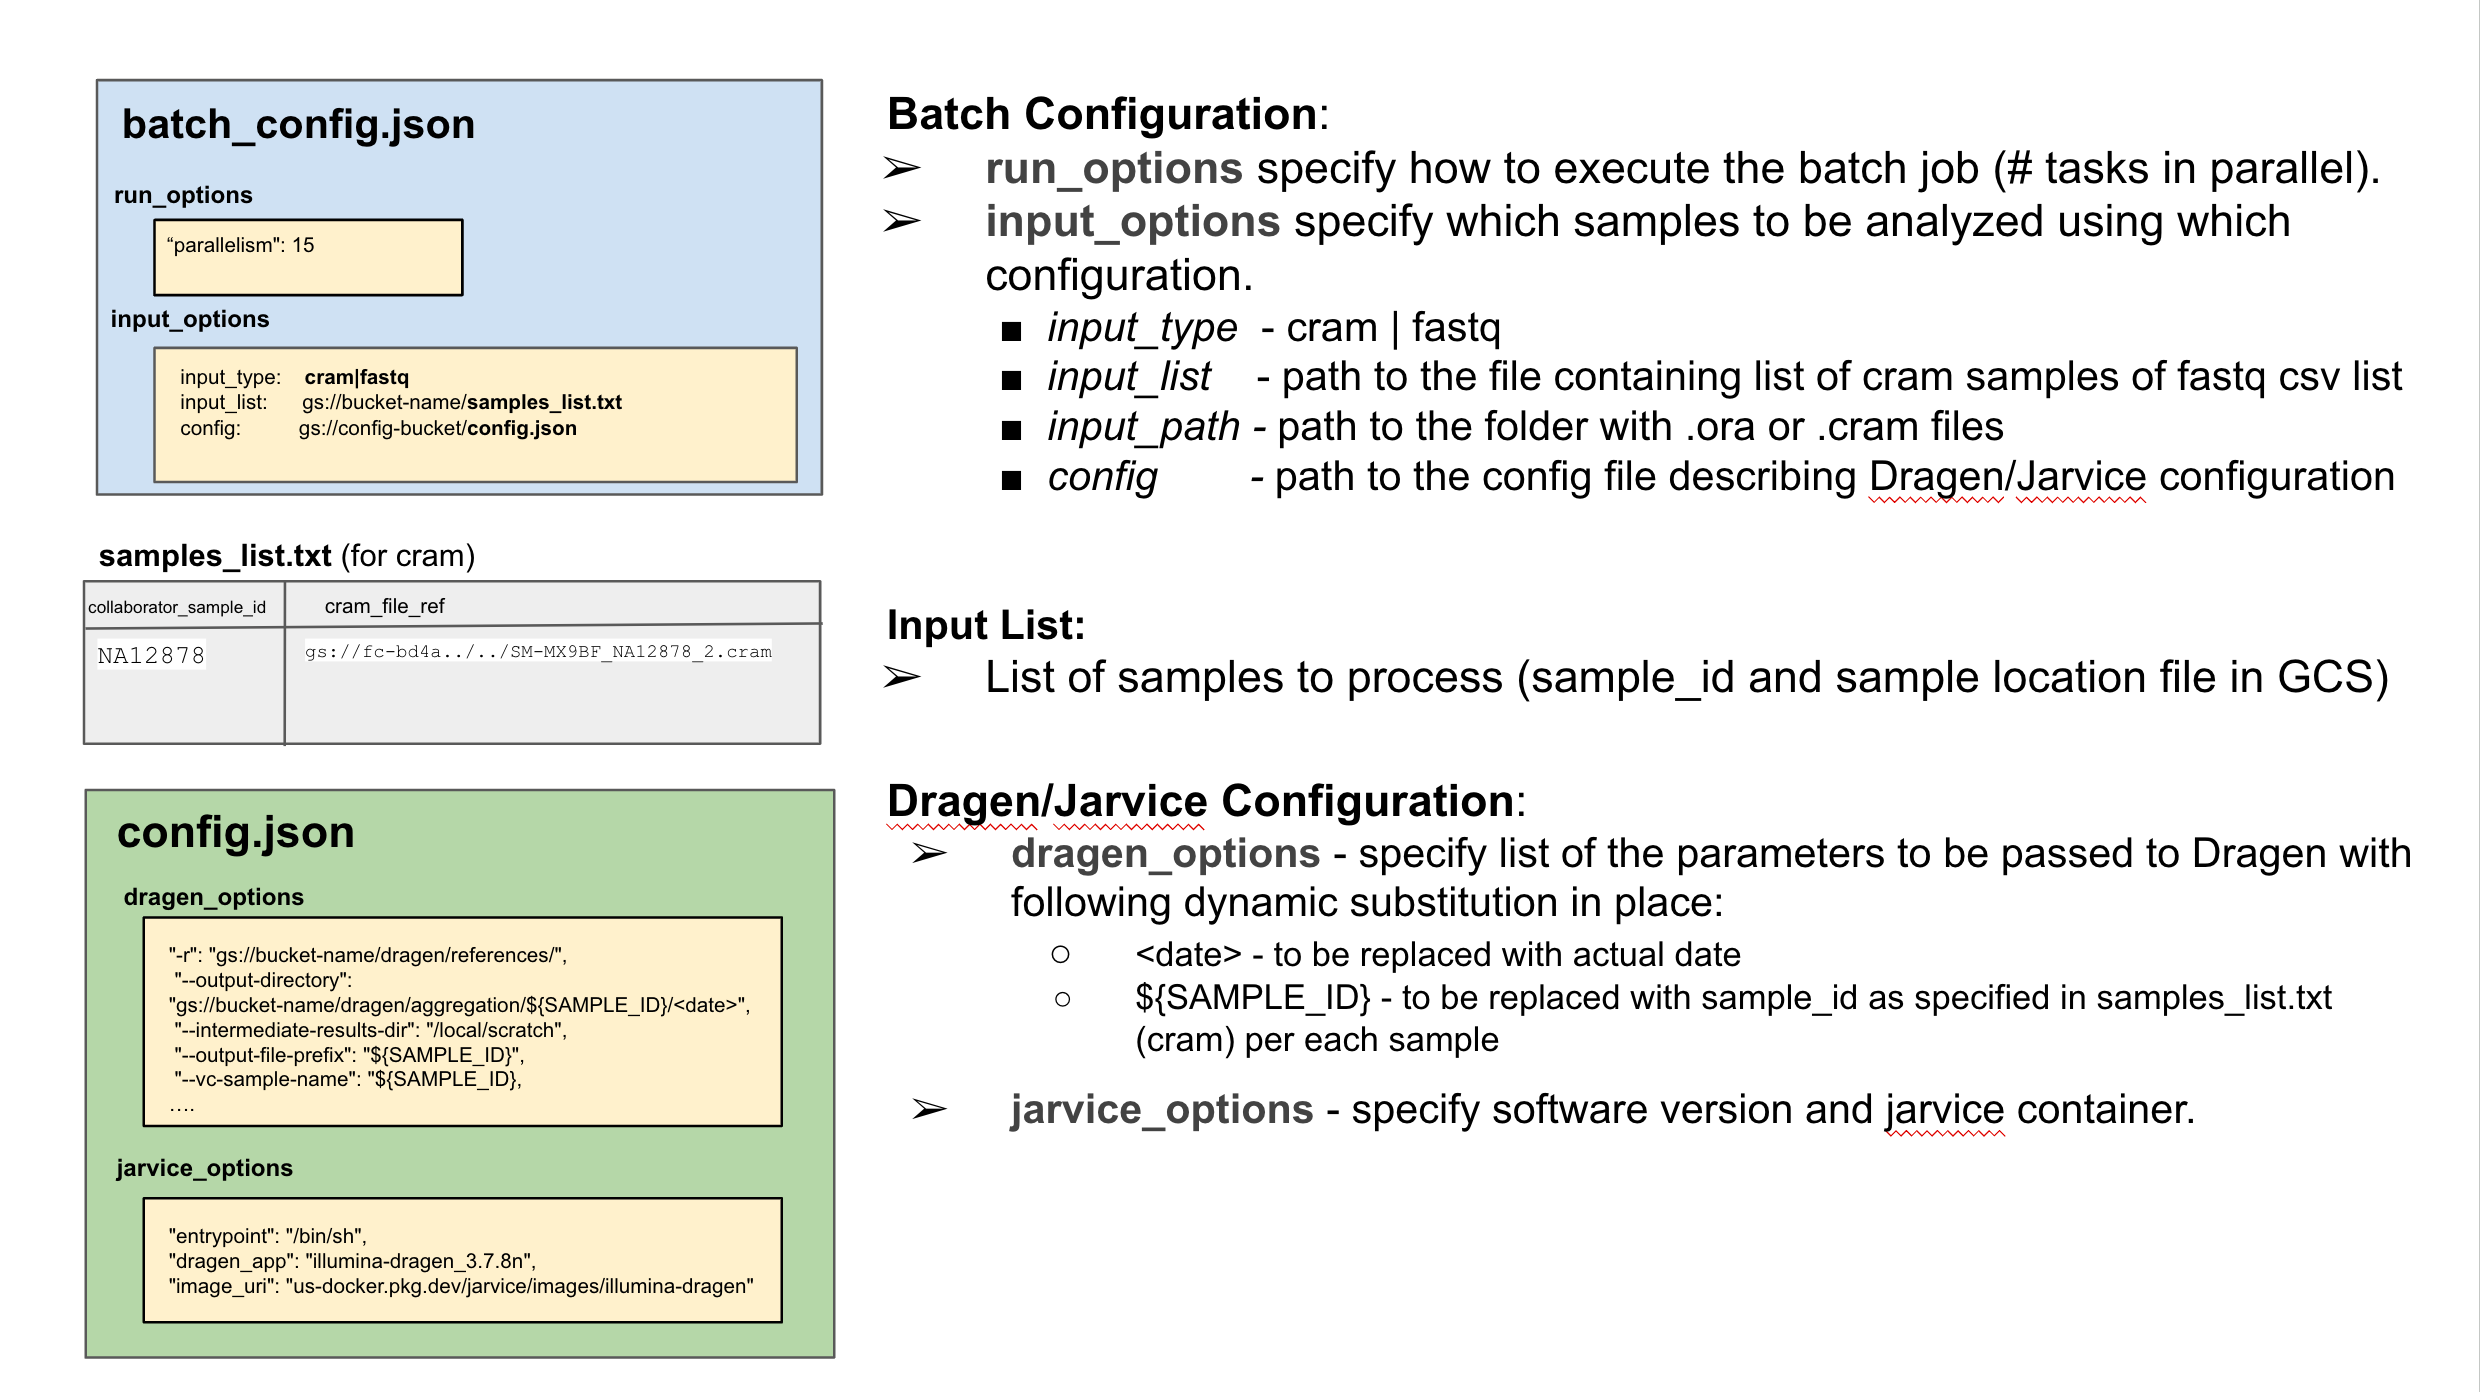 batch_config.json
run_options
“parallelism": 15
input_options
input_type: cram|fastq
input_list: gs://bucket-name/samples_list.txt
config: gs://config-bucket/config.json
samples_list.txt (for cram)
collaborator_sample_id cram_file_ref
NA12878 gs://fc-bd4a../../SM-MX9BF_NA12878_2.cram
config.json
dragen_options
"-r": "gs://bucket-name/dragen/references/",
"--output-directory":
"gs://bucket-name/dragen/aggregation/${SAMPLE_ID}/<date>",
"--intermediate-results-dir": "/local/scratch",
"--output-file-prefix": "${SAMPLE_ID}",
"--vc-sample-name": "${SAMPLE_ID},
....
jarvice_options
"entrypoint": "/bin/sh",
"dragen_app": "illumina-dragen_3.7.8n",
"image_uri": "us-docker.pkg.dev/jarvice/images/illumina-dragen"
Batch Configuration:
➢ run_options specify how to execute the batch job (# tasks in parallel).
➢ input_options specify which samples to be analyzed using which
configuration.
■ input_type - cram | fastq
■ input_list - path to the file containing list of cram samples of fastq csv list
■ input_path - path to the folder with .ora or .cram files
■ config - path to the config file describing Dragen/Jarvice configuration
Input List:
➢ List of samples to process (sample_id and sample location file in GCS)
Dragen/Jarvice Configuration:
➢ dragen_options - specify list of the parameters to be passed to Dragen with
following dynamic substitution in place:
○ <date> - to be replaced with actual date
○ ${SAMPLE_ID} - to be replaced with sample_id as specified in samples_list.txt
(cram) per each sample
➢ jarvice_options - specify software version and jarvice container.